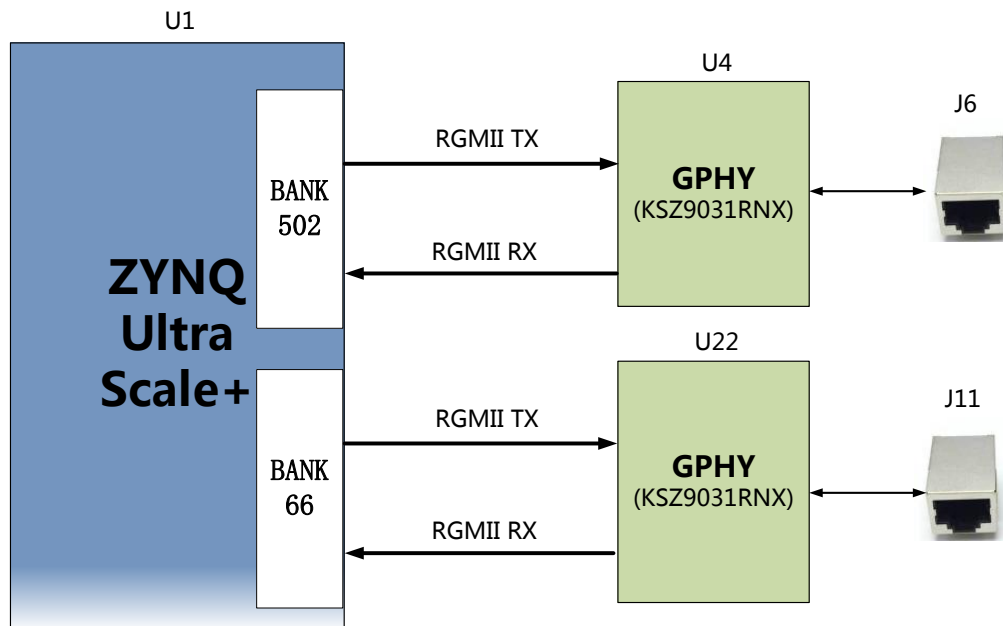 U1
ZYNQ
Ultra
Scale+
BANK
502
RGMII TX
RGMII RX
U4
GPHY
(KSZ9031RNX)
J6
BANK
66
RGMII TX
RGMII RX
U22
GPHY
(KSZ9031RNX)
J11